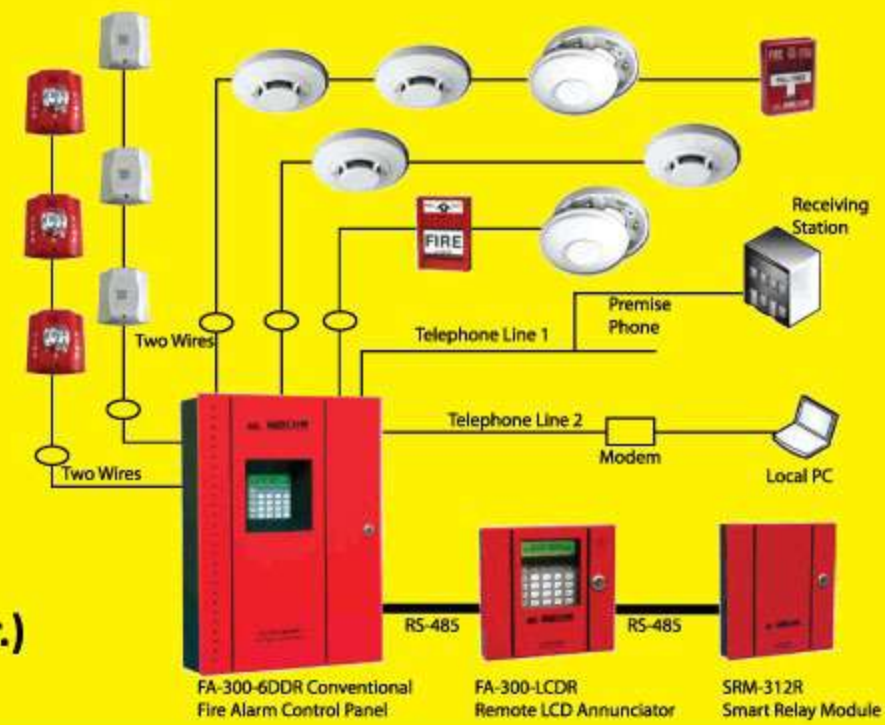 Receiving
Station
FIRE
Premise
Phone
Two Wires
Telephone Line 1
Telephone Line 2
Modem
Two Wires
Local PC
.)
RS-485
RS-485
FA-300-6DDR Conventional
Fire Alarm Control Panel
FA-300-LCDR
Remote LCD Annunciator
SRM-312R
Smart Relay Module